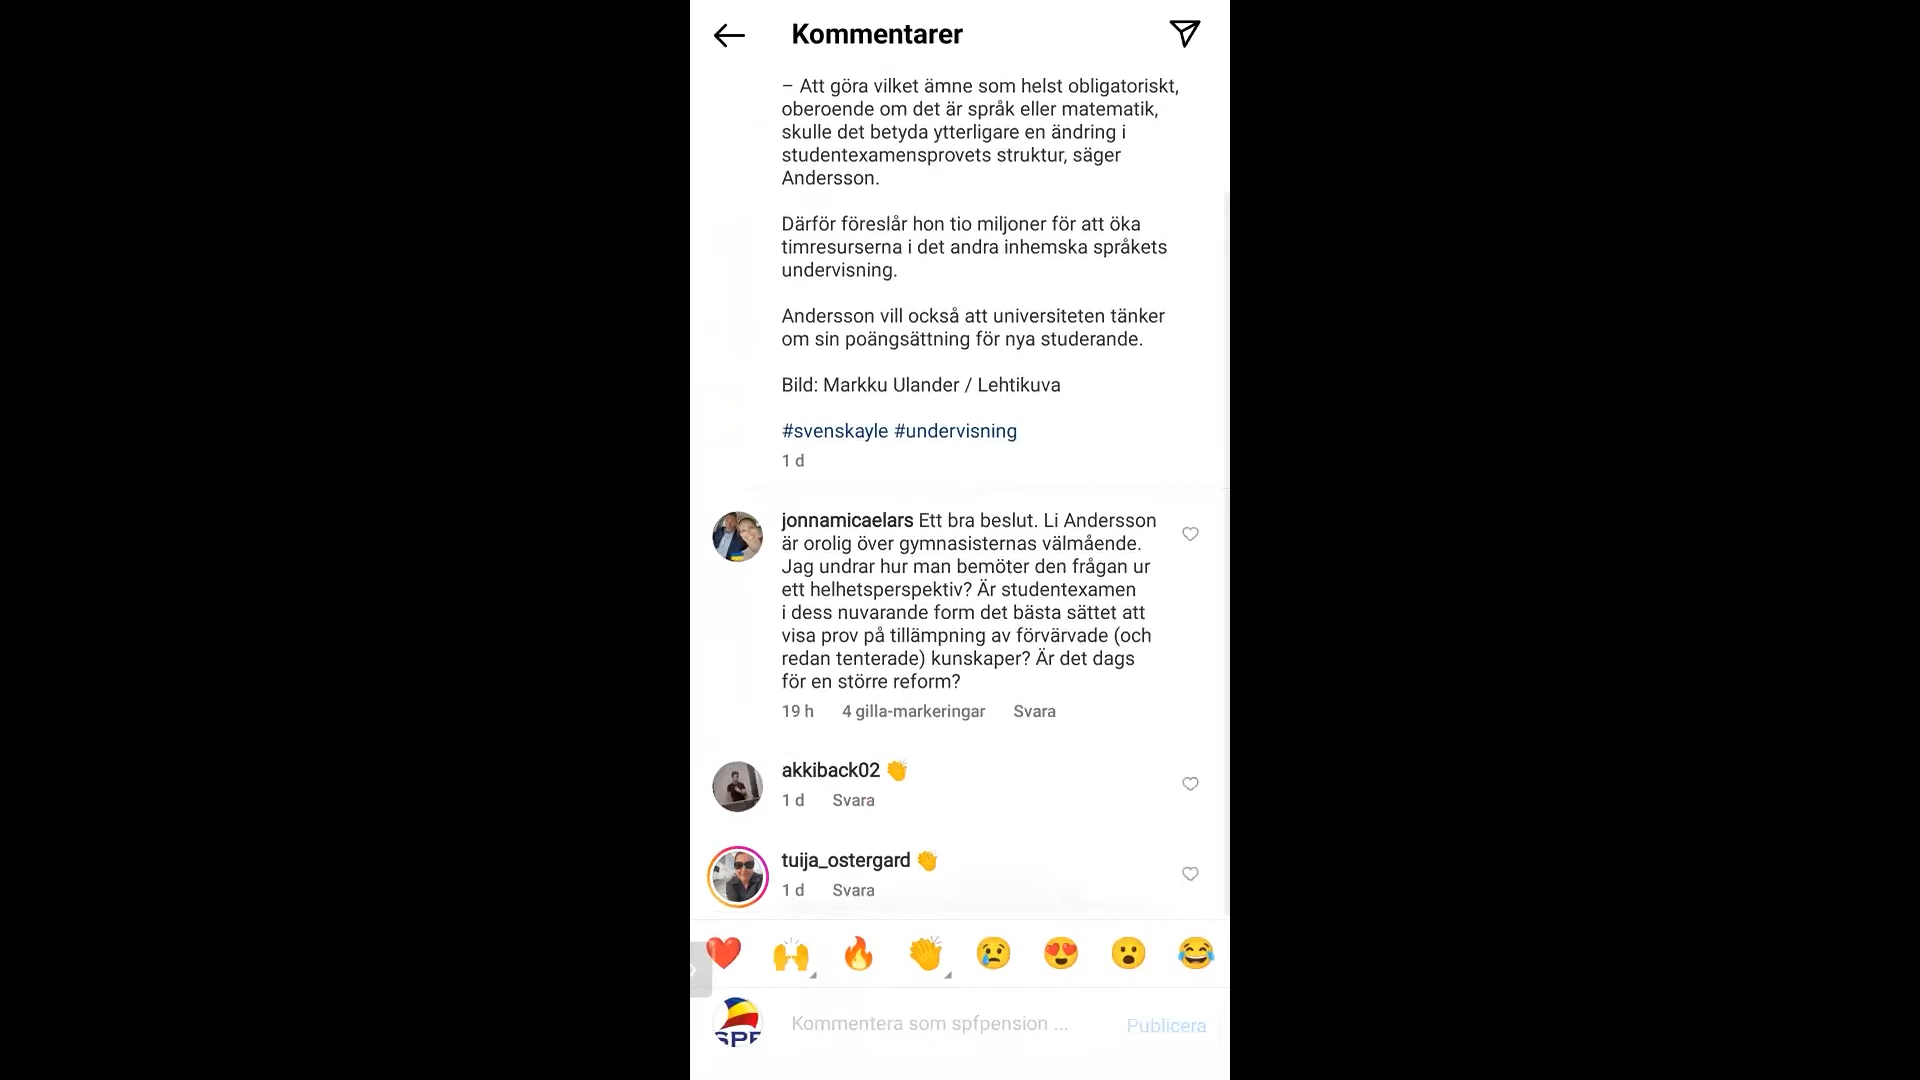 Kommentarer
– Att göra vilket ämne som helst obligatoriskt,
oberoende om det är språk eller matematik,
skulle det betyda ytterligare en ändring i
studentexamensprovets struktur, säger
Andersson.
Därför föreslår hon tio miljoner för att öka
timresurserna i det andra inhemska språkets
undervisning.
Andersson vill också att universiteten tänker
om sin poängsättning för nya studerande.
Bild: Markku Ulander / Lehtikuva
#svenskayle #undervisning
1 d
jonnamicaelars Ett bra beslut. Li Andersson
är orolig över gymnasisternas välmående.
Jag undrar hur man bemöter den frågan ur
ett helhetsperspektiv? Är studentexamen
i dess nuvarande form det bästa sättet att
visa prov på tillämpning av förvärvade (och
redan tenterade) kunskaper? Är det dags
för en större reform?
19 h 4 gilla-markeringar Svara
akkiback02 👏
1 d Svara
tuija_ostergard 👏
1 d Svara
SPF
Kommentera som spfpension ...
Publicera